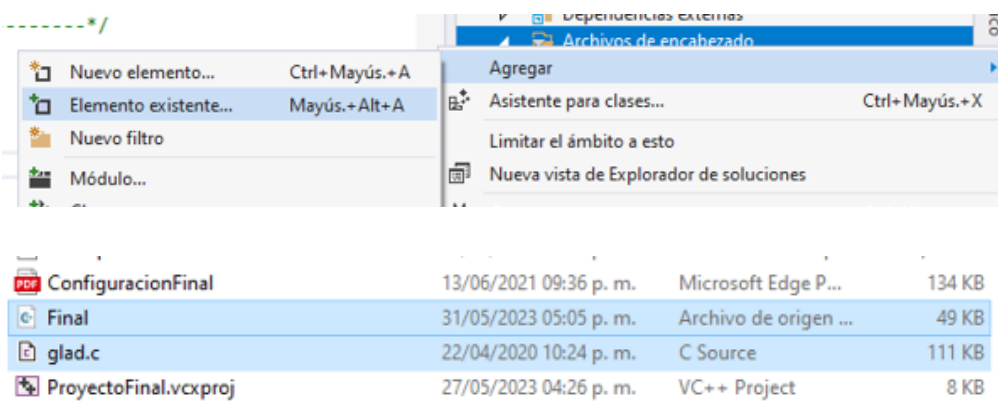 -------*/
Dependencias externas
Archivos de encabezado
Nuevo elemento... Ctrl+Mayús.+A
Elemento existente... Mayús.+Alt+A
Nuevo filtro
Módulo...
Agregar
Asistente para clases... Ctrl+Mayús.+X
Limitar el ámbito a esto
Nueva vista de Explorador de soluciones
ConfiguracionFinal 13/06/2021 09:36 p. m. Microsoft Edge P... 134 KB
Final 31/05/2023 05:05 p. m. Archivo de origen ... 49 KB
glad.c 22/04/2020 10:24 p. m. C Source 111 KB
ProyectoFinal.vcxproj 27/05/2023 04:26 p. m. VC++ Project 8 KB